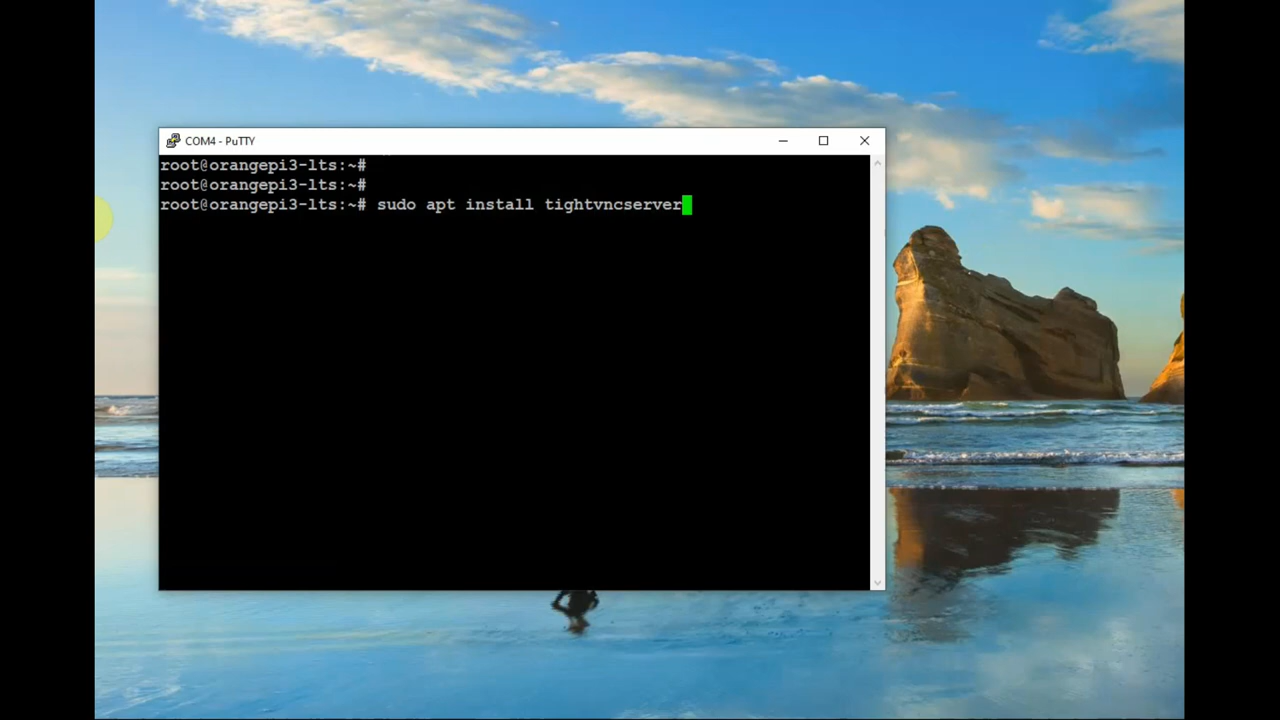 COM4 - PuTTY
root@orangepi3-lts:~#
root@orangepi3-lts:~#
root@orangepi3-lts:~# sudo apt install tightvncserver